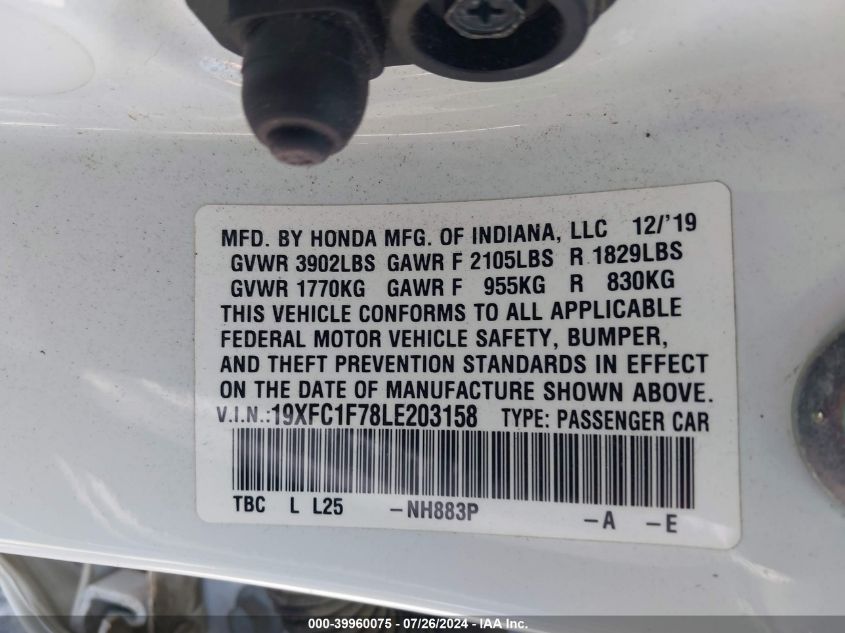 MFD. BY HONDA MFG. OF INDIANA, LLC 12/'19
GVWR 3902LBS GAWR F 2105LBS R 1829LBS
GVWR 1770KG GAWR F 955KG R 830KG
THIS VEHICLE CONFORMS TO ALL APPLICABLE
FEDERAL MOTOR VEHICLE SAFETY, BUMPER,
AND THEFT PREVENTION STANDARDS IN EFFECT
ON THE DATE OF MANUFACTURE SHOWN ABOVE.
V.I.N.:19XFC1F78LE203158 TYPE: PASSENGER CAR
TBC L L25 -NH883P -A -E
000-39960075 - 07/26/2024 - IAA Inc.